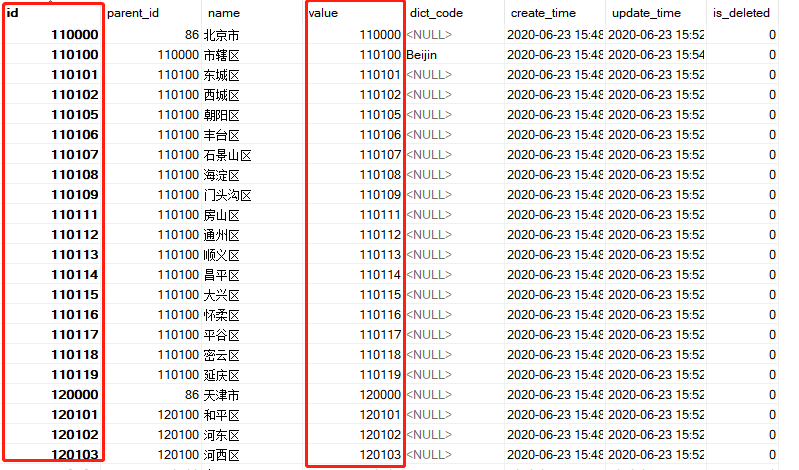 id parent_id name value dict_code create_time update_time is_deleted
110000 86 北京市 110000 <NULL> 2020-06-23 15:48 2020-06-23 15:52 0
110100 110000 市辖区 110100 Beijin 2020-06-23 15:48 2020-06-23 15:54 0
110101 110100 东城区 110101 <NULL> 2020-06-23 15:48 2020-06-23 15:52 0
110102 110100 西城区 110102 <NULL> 2020-06-23 15:48 2020-06-23 15:52 0
110105 110100 朝阳区 110105 <NULL> 2020-06-23 15:48 2020-06-23 15:52 0
110106 110100 丰台区 110106 <NULL> 2020-06-23 15:48 2020-06-23 15:52 0
110107 110100 石景山区 110107 <NULL> 2020-06-23 15:48 2020-06-23 15:52 0
110108 110100 海淀区 110108 <NULL> 2020-06-23 15:48 2020-06-23 15:52 0
110109 110100 门头沟区 110109 <NULL> 2020-06-23 15:48 2020-06-23 15:52 0
110111 110100 房山区 110111 <NULL> 2020-06-23 15:48 2020-06-23 15:52 0
110112 110100 通州区 110112 <NULL> 2020-06-23 15:48 2020-06-23 15:52 0
110113 110100 顺义区 110113 <NULL> 2020-06-23 15:48 2020-06-23 15:52 0
110114 110100 昌平区 110114 <NULL> 2020-06-23 15:48 2020-06-23 15:52 0
110115 110100 大兴区 110115 <NULL> 2020-06-23 15:48 2020-06-23 15:52 0
110116 110100 怀柔区 110116 <NULL> 2020-06-23 15:48 2020-06-23 15:52 0
110117 110100 平谷区 110117 <NULL> 2020-06-23 15:48 2020-06-23 15:52 0
110118 110100 密云区 110118 <NULL> 2020-06-23 15:48 2020-06-23 15:52 0
110119 110100 延庆区 110119 <NULL> 2020-06-23 15:48 2020-06-23 15:52 0
120000 86 天津市 120000 <NULL> 2020-06-23 15:48 2020-06-23 15:52 0
120101 120100 和平区 120101 <NULL> 2020-06-23 15:48 2020-06-23 15:52 0
120102 120100 河东区 120102 <NULL> 2020-06-23 15:48 2020-06-23 15:52 0
120103 120100 河西区 120103 <NULL> 2020-06-23 15:48 2020-06-23 15:52 0